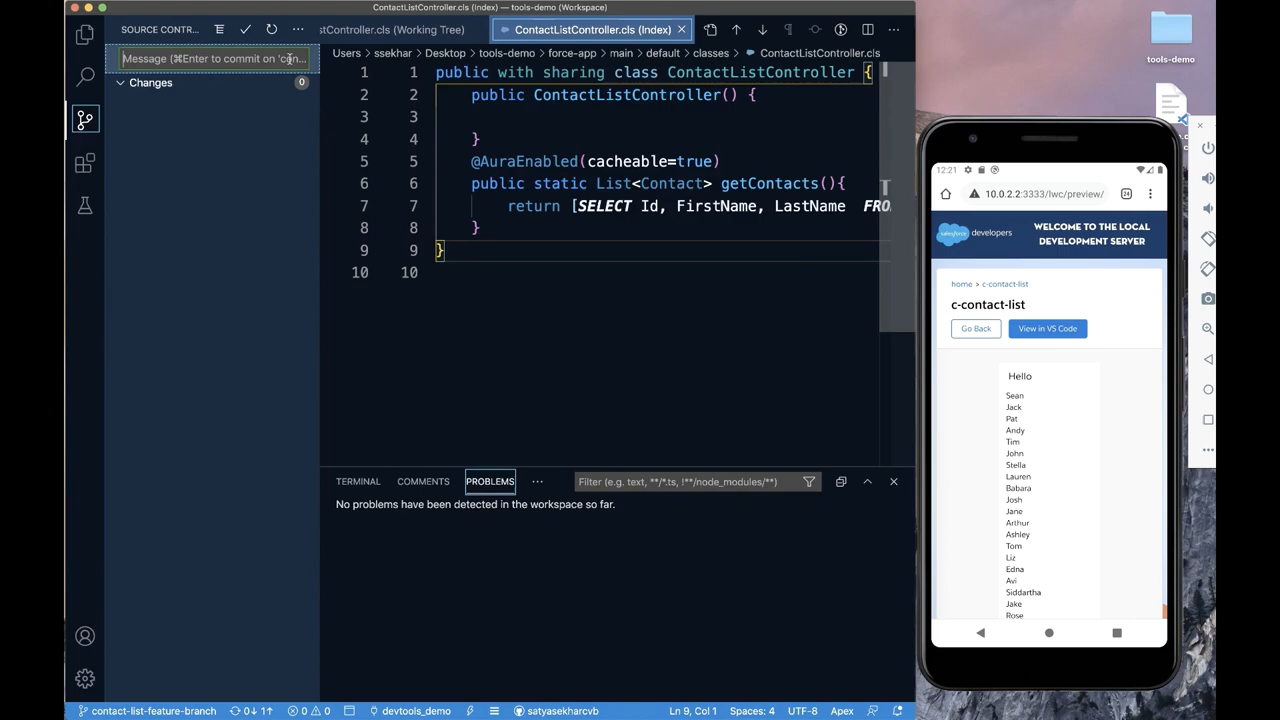 ContactListController.cls (Index) — tools-demo (Workspace)
SOURCE CONTR...
stController.cls (Working Tree)
ContactListController.cls (Index)
Message (⌘Enter to commit on 'con...
Changes
0
Users > ssekhar > Desktop > tools-demo > force-app > main > default > classes > ContactListController.cls
1 1 public with sharing class ContactListController {
2 2 public ContactListController() {
3 3
4 4 }
5 5 @AuraEnabled(cacheable=true)
6 6 public static List<Contact> getContacts(){
7 7 return [SELECT Id, FirstName, LastName FRO
8 8 }
9 9 }
10 10
TERMINAL
COMMENTS
PROBLEMS
Filter (e.g. text, **/*.ts, !**/node_modules/**)
No problems have been detected in the workspace so far.
contact-list-feature-branch
0↓ 1↑
0
0
devtools_demo
satyasekharcvb
Ln 9, Col 1
Spaces: 4
UTF-8
Apex
tools-demo
12:21
10.0.2.2:3333/lwc/preview/
24
salesforce developers
WELCOME TO THE LOCAL
DEVELOPMENT SERVER
home > c-contact-list
c-contact-list
Go Back
View in VS Code
Hello
Sean
Jack
Pat
Andy
Tim
John
Stella
Lauren
Babara
Josh
Jane
Arthur
Ashley
Tom
Liz
Edna
Avi
Siddartha
Jake
Rose